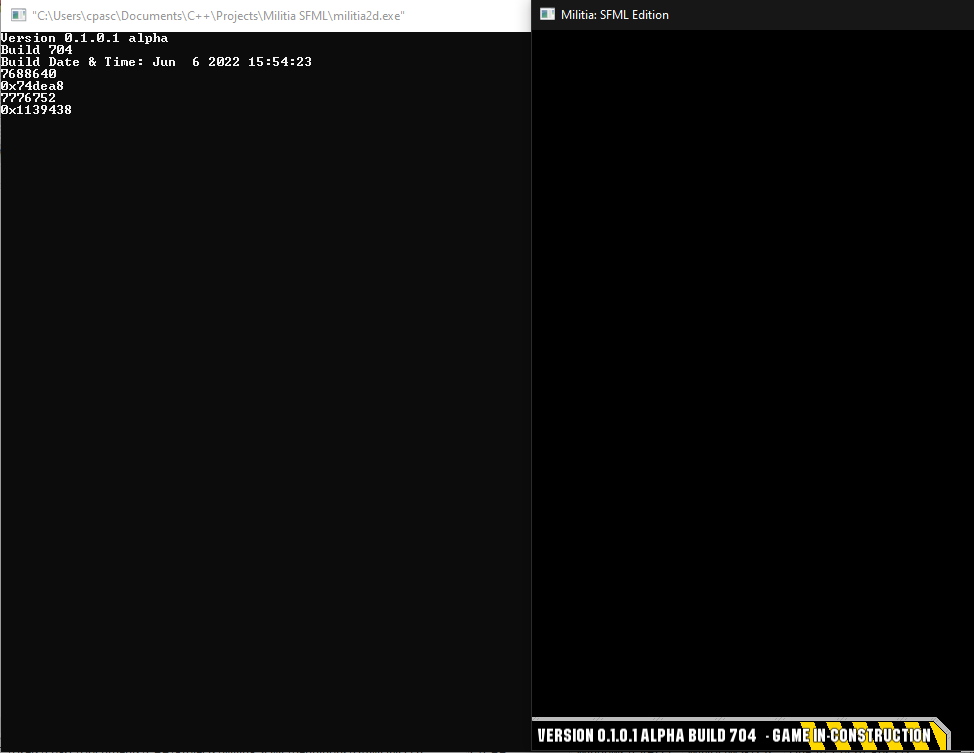 "C:\Users\cpasc\Documents\C++\Projects\Militia SFML\militia2d.exe"
Version 0.1.0.1 alpha
Build 704
Build Date & Time: Jun  6 2022 15:54:23
7688640
0x74dea8
7776752
0x1139438
Militia: SFML Edition
VERSION 0.1.0.1 ALPHA BUILD 704 - GAME IN-CONSTRUCTION